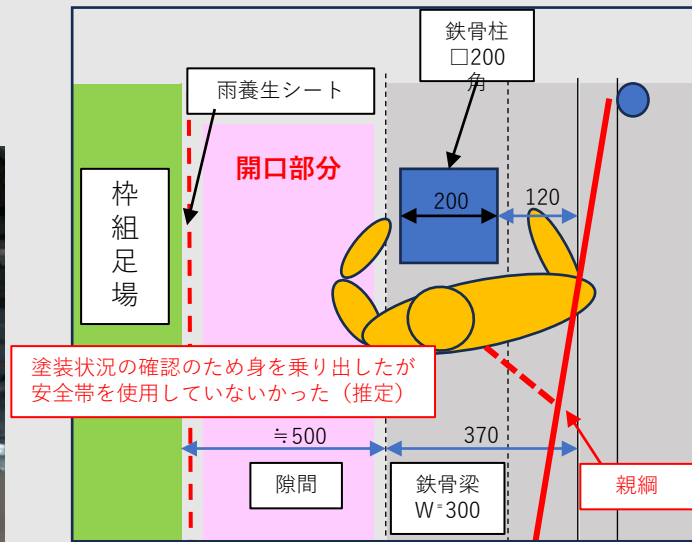 鉄骨柱
□200
角
雨養生シート
開口部分
枠組足場
200
120
塗装状況の確認のため身を乗り出したが
安全帯を使用していないかった（推定）
≒500
370
隙間
鉄骨梁
W=300
親綱